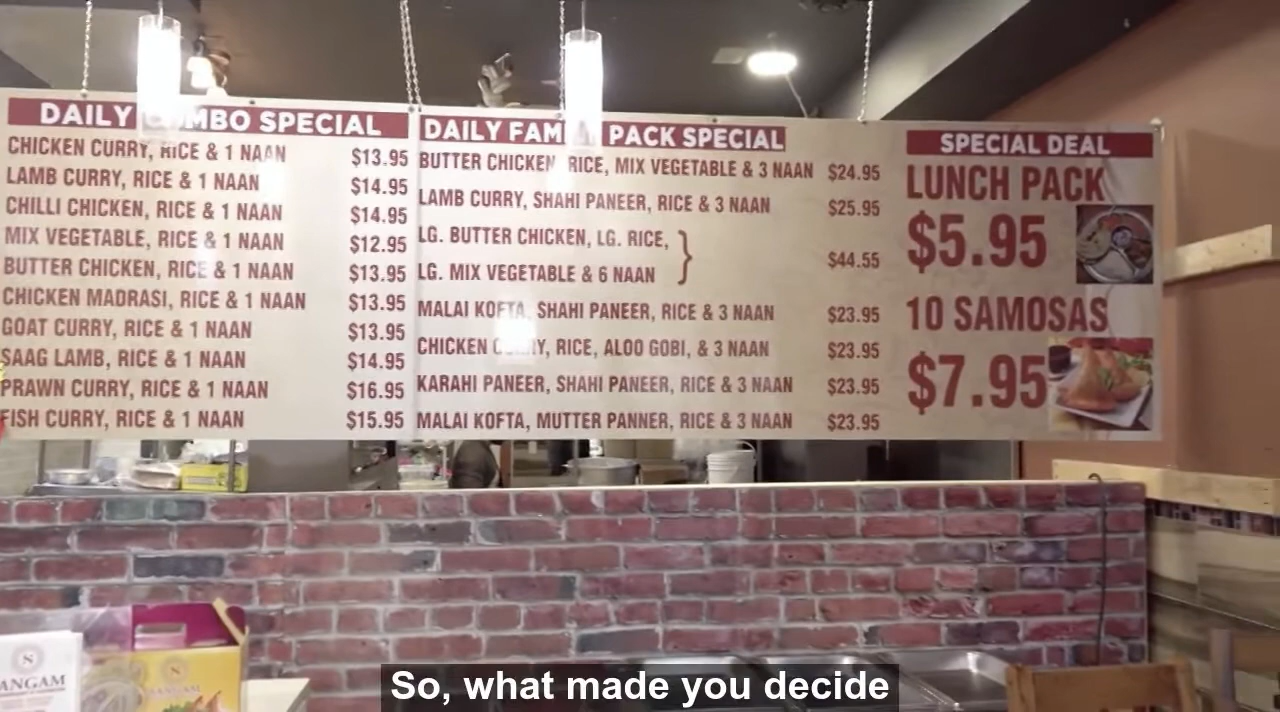 DAILY COMBO SPECIAL
CHICKEN CURRY, RICE & 1 NAAN $13.95
LAMB CURRY, RICE & 1 NAAN $14.95
CHILLI CHICKEN, RICE & 1 NAAN $14.95
MIX VEGETABLE, RICE & 1 NAAN $12.95
BUTTER CHICKEN, RICE & 1 NAAN $13.95
CHICKEN MADRASI, RICE & 1 NAAN $13.95
GOAT CURRY, RICE & 1 NAAN $13.95
SAAG LAMB, RICE & 1 NAAN $14.95
PRAWN CURRY, RICE & 1 NAAN $16.95
FISH CURRY, RICE & 1 NAAN $15.95
DAILY FAMILY PACK SPECIAL
BUTTER CHICKEN, RICE, MIX VEGETABLE & 3 NAAN $24.95
LAMB CURRY, SHAHI PANEER, RICE & 3 NAAN $25.95
LG. BUTTER CHICKEN, LG. RICE,
LG. MIX VEGETABLE & 6 NAAN $44.55
MALAI KOFTA, SHAHI PANEER, RICE & 3 NAAN $23.95
CHICKEN CURRY, RICE, ALOO GOBI, & 3 NAAN $23.95
KARAHI PANEER, SHAHI PANEER, RICE & 3 NAAN $23.95
MALAI KOFTA, MUTTER PANNER, RICE & 3 NAAN $23.95
SPECIAL DEAL
LUNCH PACK
$5.95
10 SAMOSAS
$7.95
ANGAM
SANGAM
So, what made you decide